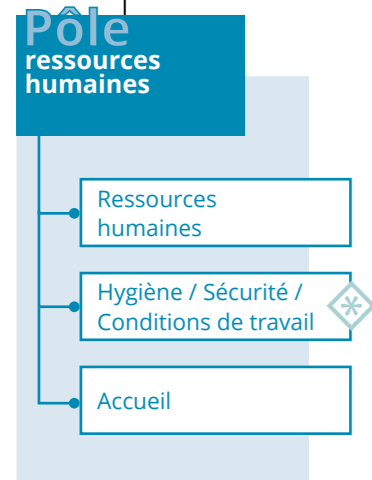 Pôle
ressources
humaines
Ressources
humaines
Hygiène / Sécurité /
Conditions de travail
Accueil